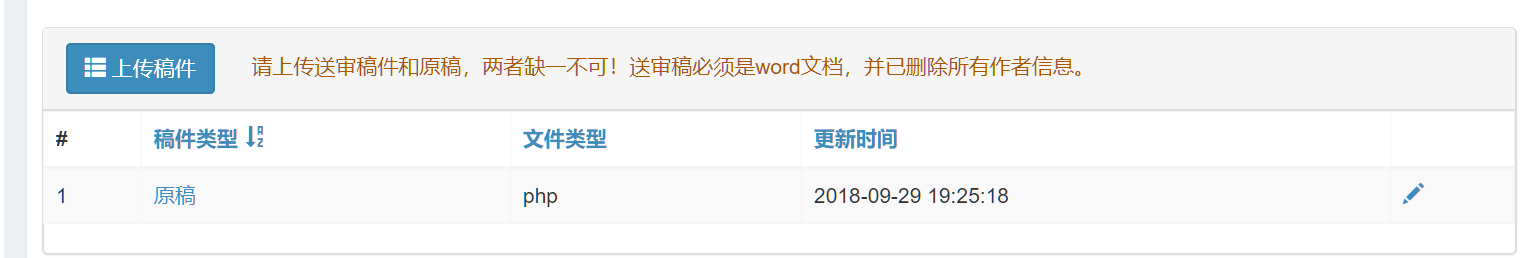 上传稿件 请上传送审稿件和原稿，两者缺一不可！送审稿必须是word文档，并已删除所有作者信息。
# 稿件类型 文件类型 更新时间
1 原稿 php 2018-09-29 19:25:18